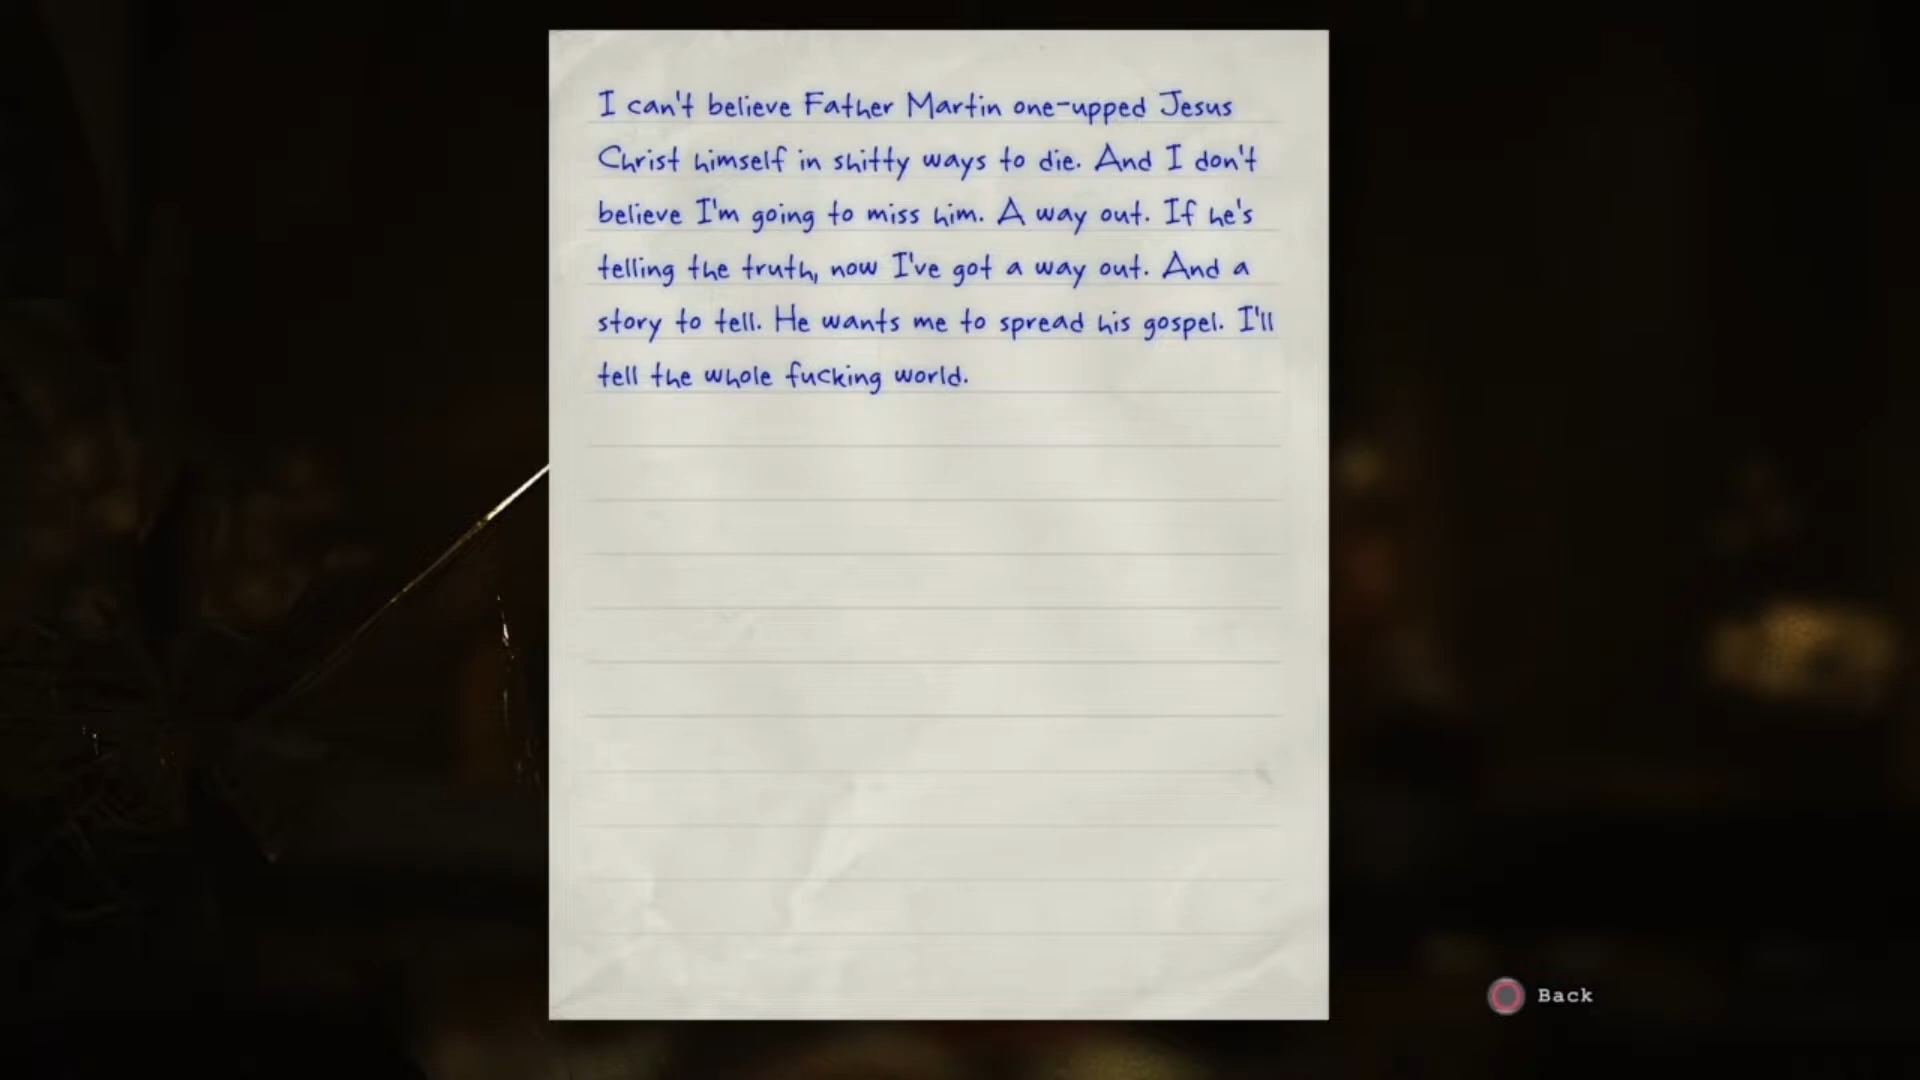 I can't believe Father Martin one-upped Jesus
Christ himself in shitty ways to die. And I don't
believe I'm going to miss him. A way out. If he's
telling the truth, now I've got a way out. And a
story to tell. He wants me to spread his gospel. I'll
tell the whole fucking world.
Back